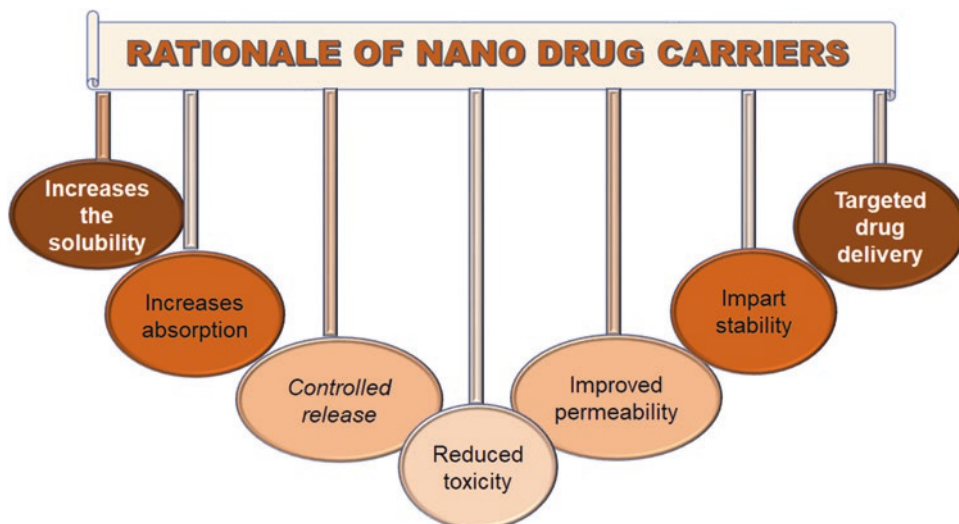 RATIONALE OF NANO DRUG CARRIERS
Increases
the
solubility
Increases
absorption
Controlled
release
Reduced
toxicity
Improved
permeability
Impart
stability
Targeted
drug
delivery